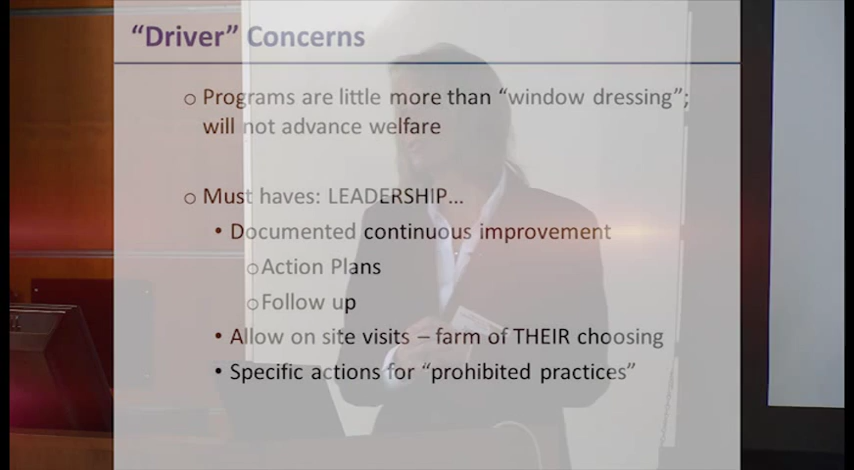 "Driver" Concerns
o Programs are little more than "window dressing";
will not advance welfare
o Must haves: LEADERSHIP...
• Documented continuous improvement
o Action Plans
o Follow up
• Allow on site visits – farm of THEIR choosing
• Specific actions for "prohibited practices"